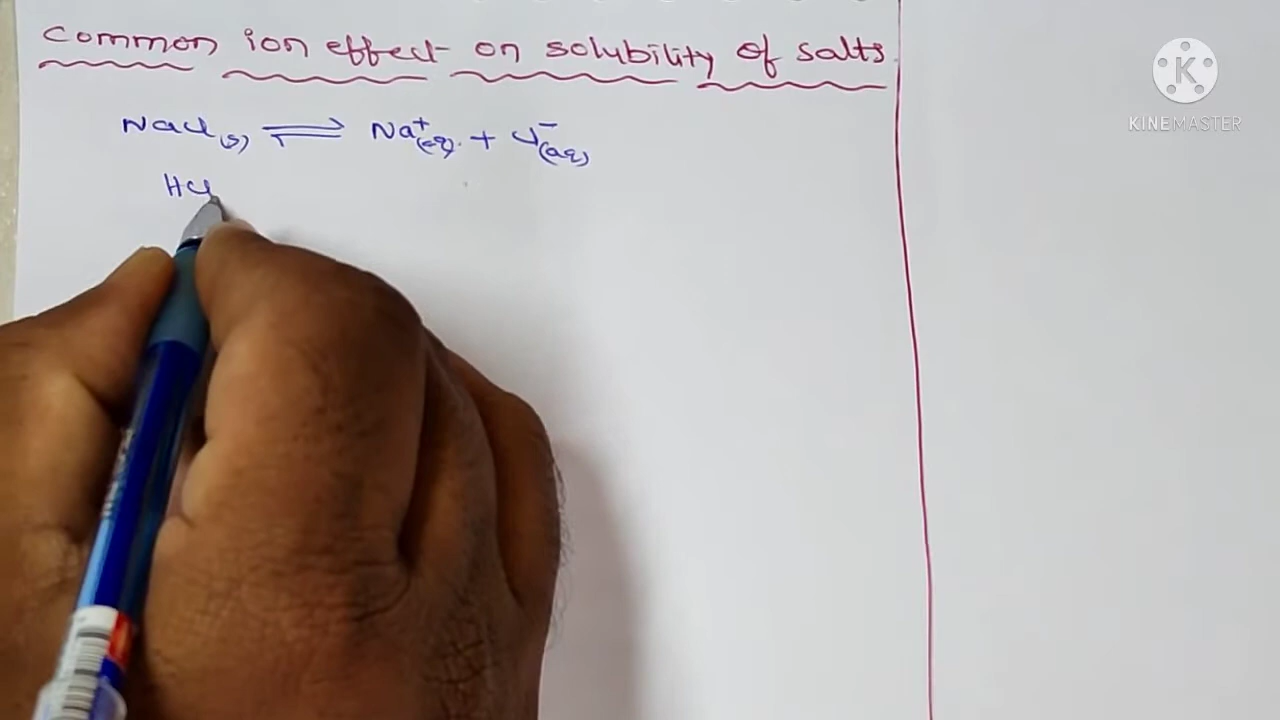 common ion effect on solubility of salts
NaCl(s) ⇌ Na⁺(aq) + Cl⁻(aq)
HCl
K
KINEMASTER